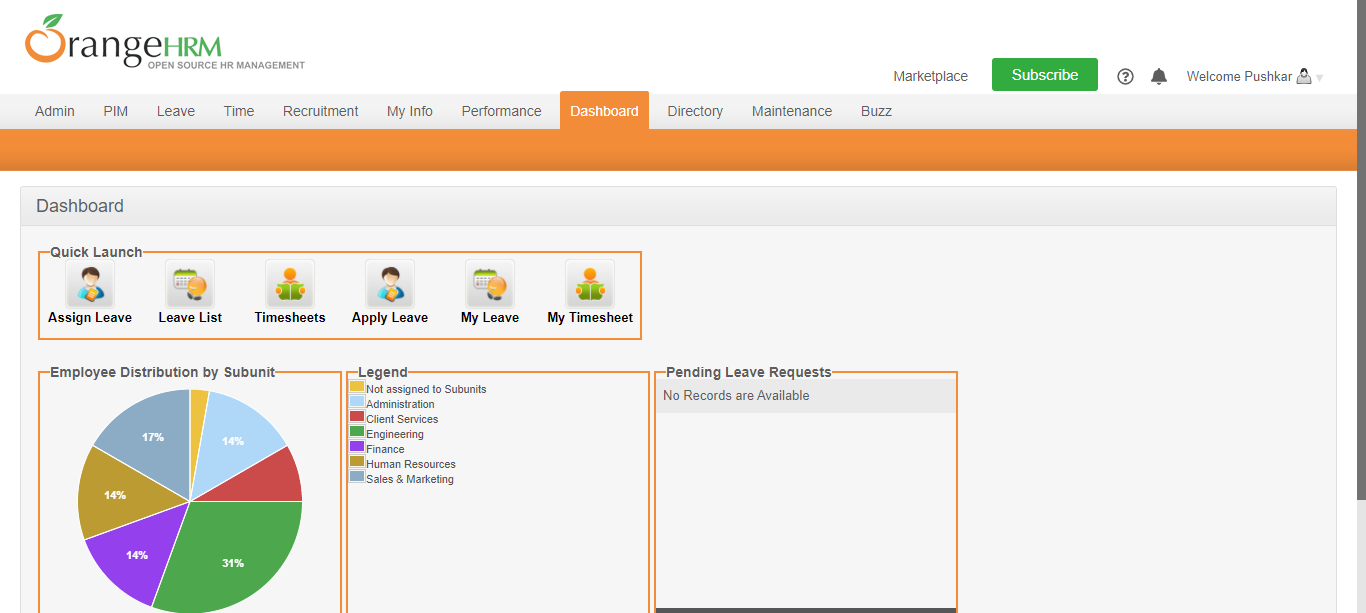 OrangeHRM
OPEN SOURCE HR MANAGEMENT
Marketplace Subscribe ? Welcome Pushkar
Admin PIM Leave Time Recruitment My Info Performance Dashboard Directory Maintenance Buzz
Dashboard
Quick Launch
Assign Leave Leave List Timesheets Apply Leave My Leave My Timesheet
Employee Distribution by Subunit
17%
14%
14%
14%
31%
Legend
Not assigned to Subunits
Administration
Client Services
Engineering
Finance
Human Resources
Sales & Marketing
Pending Leave Requests
No Records are Available